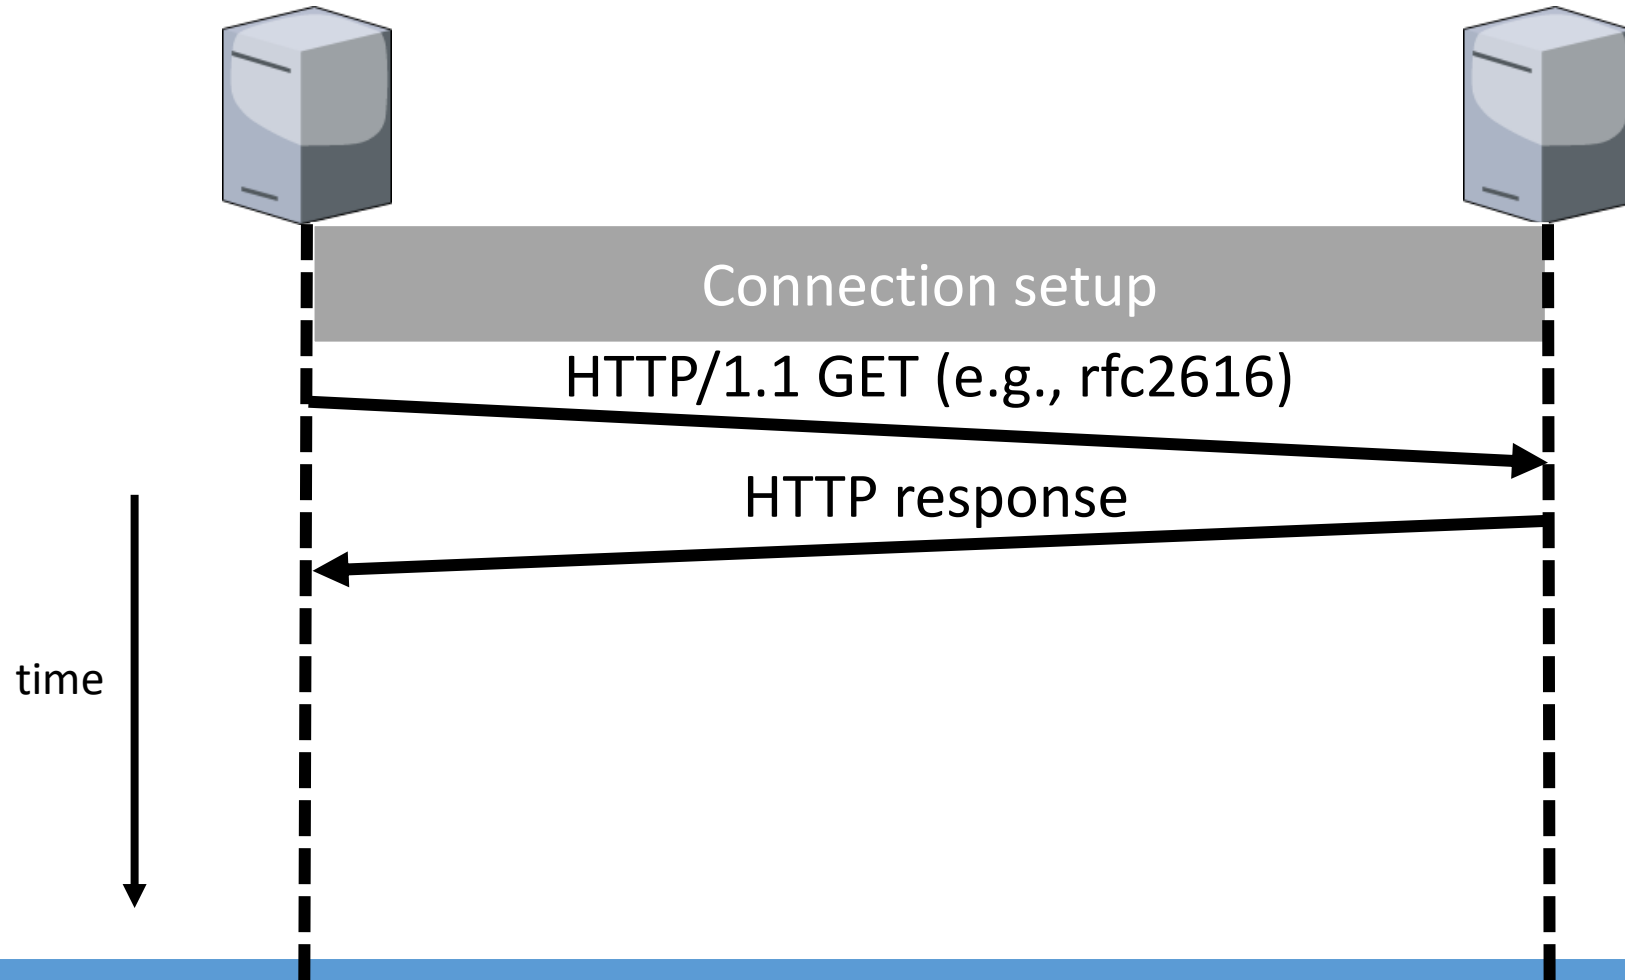 Connection setup
HTTP/1.1 GET (e.g., rfc2616)
HTTP response
time